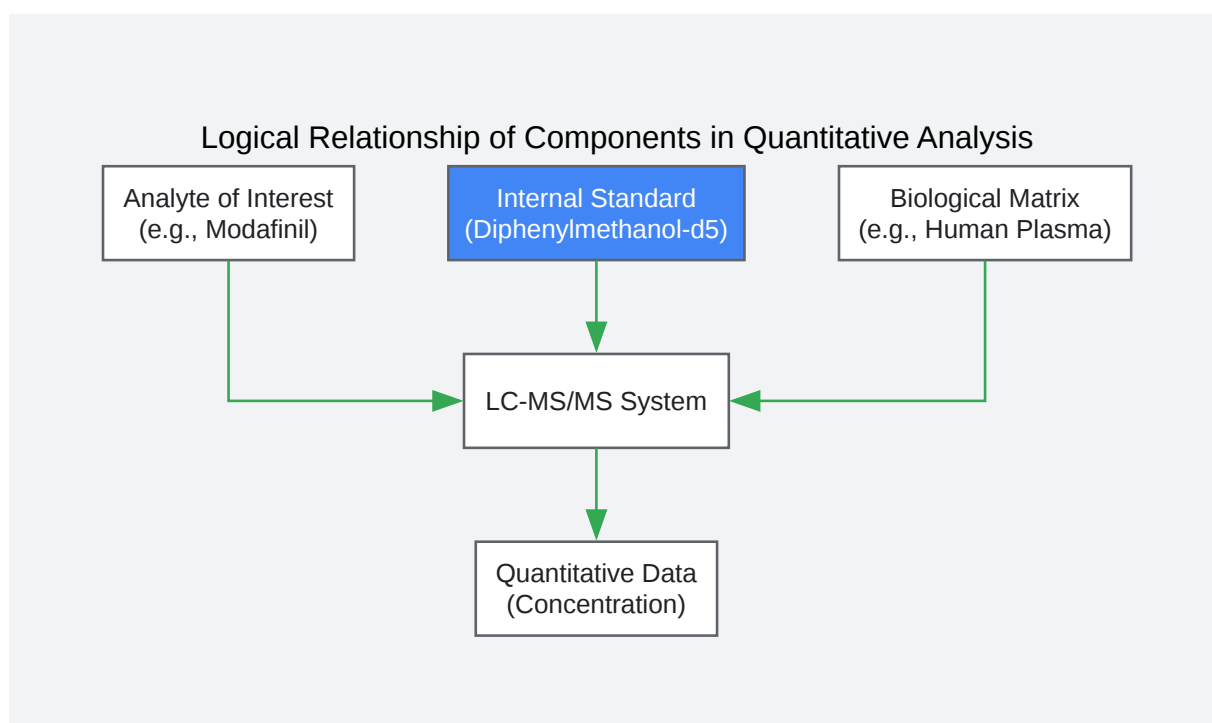 Logical Relationship of Components in Quantitative Analysis
Analyte of Interest
(e.g., Modafinil)
Internal Standard
(Diphenylmethanol-d5)
Biological Matrix
(e.g., Human Plasma)
LC-MS/MS System
Quantitative Data
(Concentration)